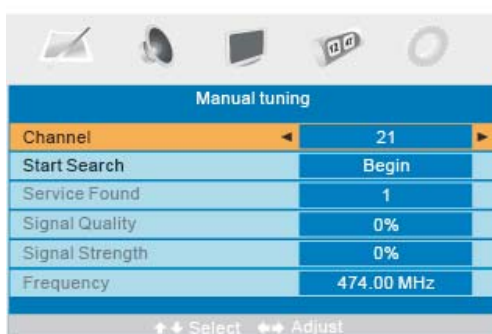 Manual tuning
Channel 21
Start Search Begin
Service Found 1
Signal Quality 0%
Signal Strength 0%
Frequency 474.00 MHz
Select Adjust